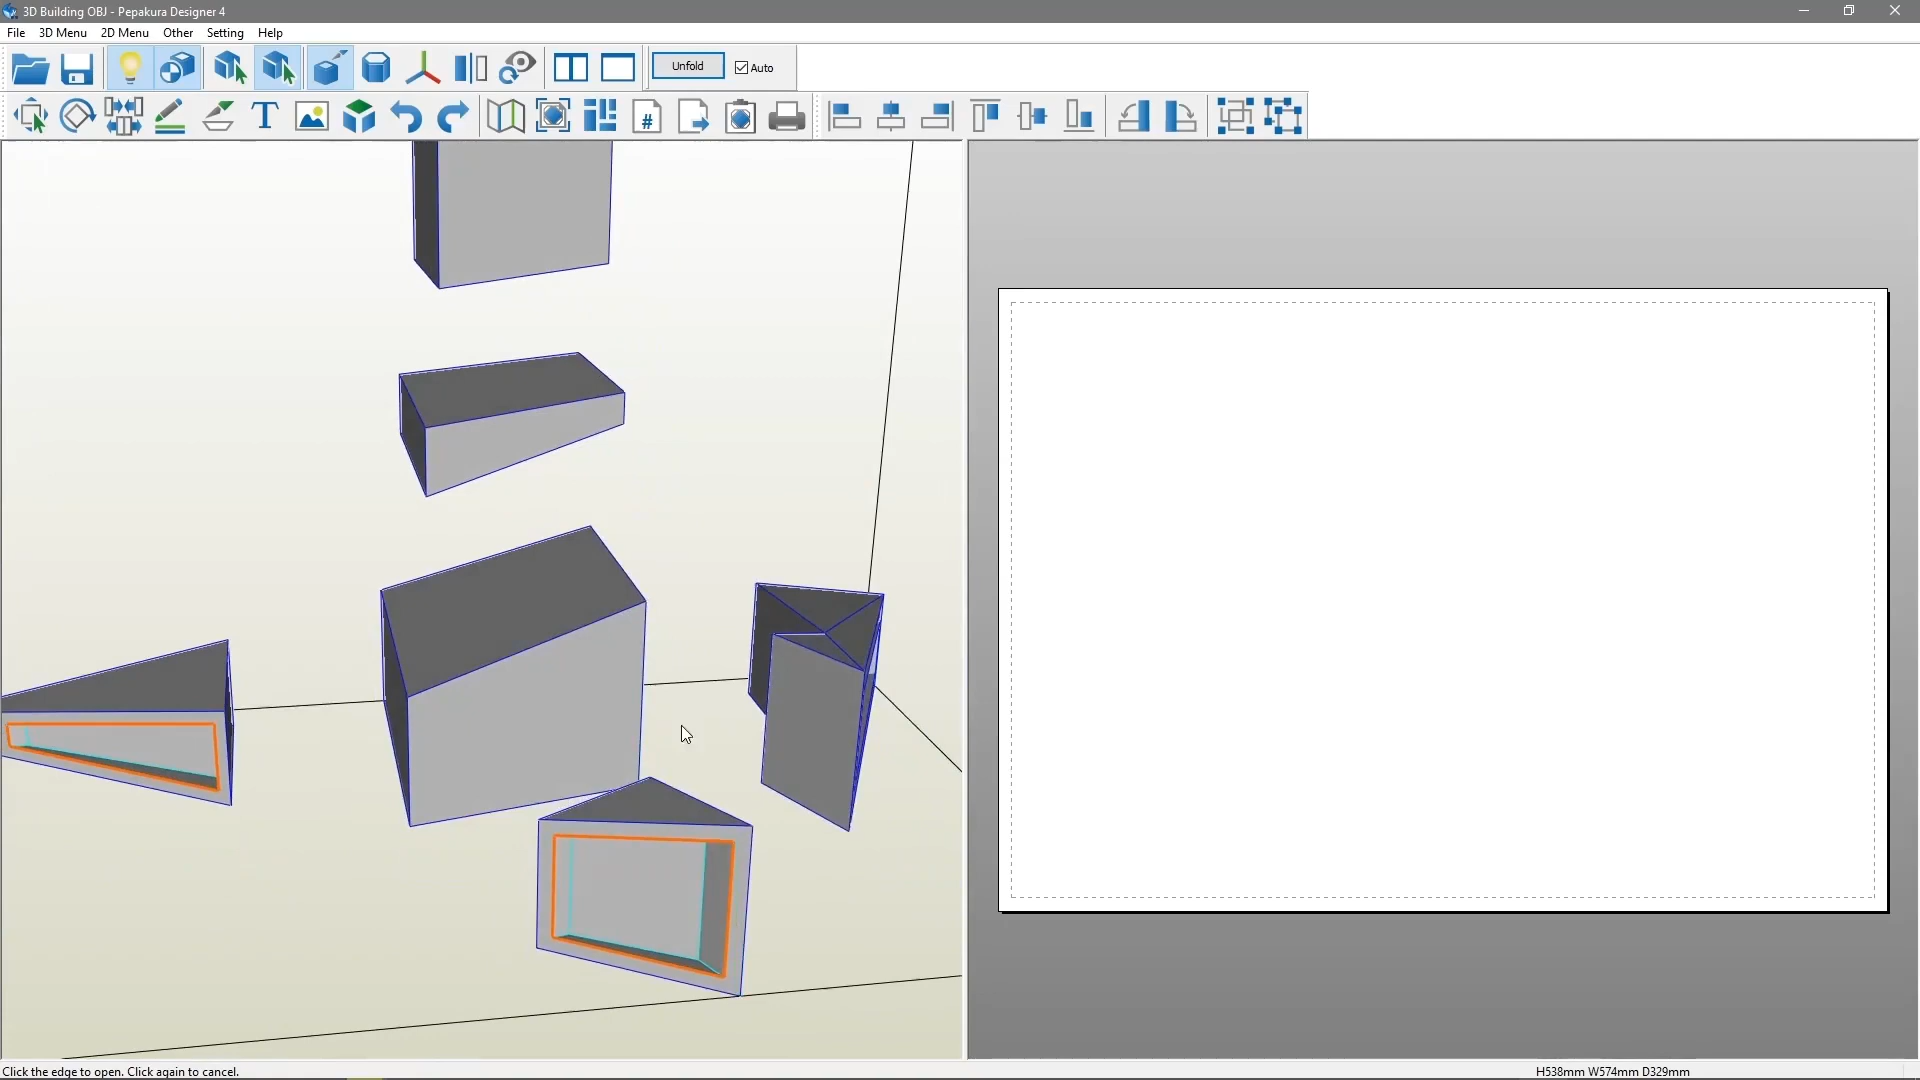 3D Building OBJ - Pepakura Designer 4
File 3D Menu 2D Menu Other Setting Help
Unfold Auto
T #
Click the edge to open. Click again to cancel. H538mm W574mm D329mm